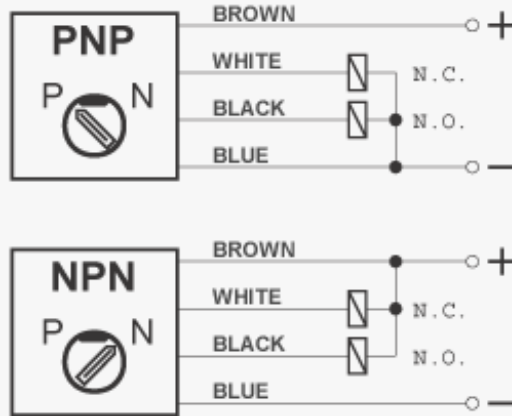 PNP
P N
BROWN +
WHITE N.C.
BLACK N.O.
BLUE −
NPN
P N
BROWN +
WHITE N.C.
BLACK N.O.
BLUE −